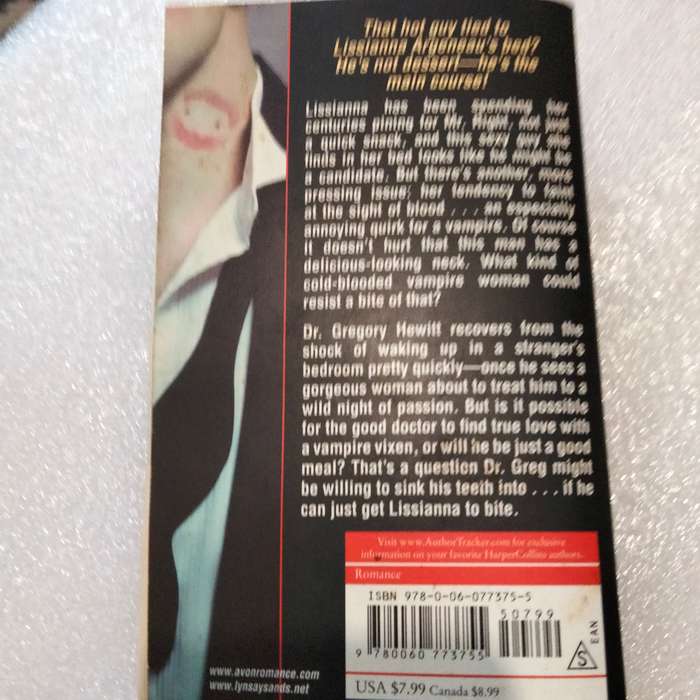 That hot guy tied to
Lissianna Argeneau's bed?
He's not dessert—he's the
main course!
Lissianna has been spending her
centuries pining for Mr. Right, not just
a quick snack, and this sexy guy she
finds in her bed looks like he might be
a candidate. But there's another, more
pressing issue: her tendency to faint
at the sight of blood . . . an especially
annoying quirk for a vampire. Of course
it doesn't hurt that this man has a
delicious-looking neck. What kind of
cold-blooded vampire woman could
resist a bite of that?
Dr. Gregory Hewitt recovers from the
shock of waking up in a stranger's
bedroom pretty quickly—once he sees a
gorgeous woman about to treat him to a
wild night of passion. But is it possible
for the good doctor to find true love with
a vampire vixen, or will he be just a good
meal? That's a question Dr. Greg might
be willing to sink his teeth into . . . if he
can just get Lissianna to bite.
Visit www.AuthorTracker.com for exclusive
information on your favorite HarperCollins authors.
Romance
ISBN 978-0-06-077375-5
50799
9 780060 773755
S
EAN
www.avonromance.com
www.lynsaysands.net
USA $7.99 Canada $8.99